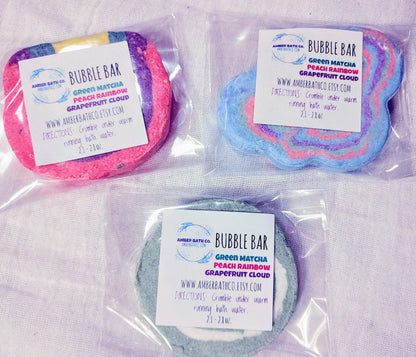 AMBER BATH CO.
BUBBLE BAR
GREEN MATCHA
PEACH RAINBOW
GRAPEFRUIT CLOUD
WWW.AMBERBATHCO.ETSY.COM
DIRECTIONS: Crumble under warm
running bath water.
AMBER BATH CO.
BUBBLE BAR
GREEN MATCHA
PEACH RAINBOW
GRAPEFRUIT CLOUD
WWW.AMBERBATHCO.ETSY.COM
DIRECTIONS: Crumble under warm
running bath water.
AMBER BATH CO.
BUBBLE BAR
GREEN MATCHA
PEACH RAINBOW
GRAPEFRUIT CLOUD
WWW.AMBERBATHCO.ETSY.COM
DIRECTIONS: Crumble under warm
running bath water.